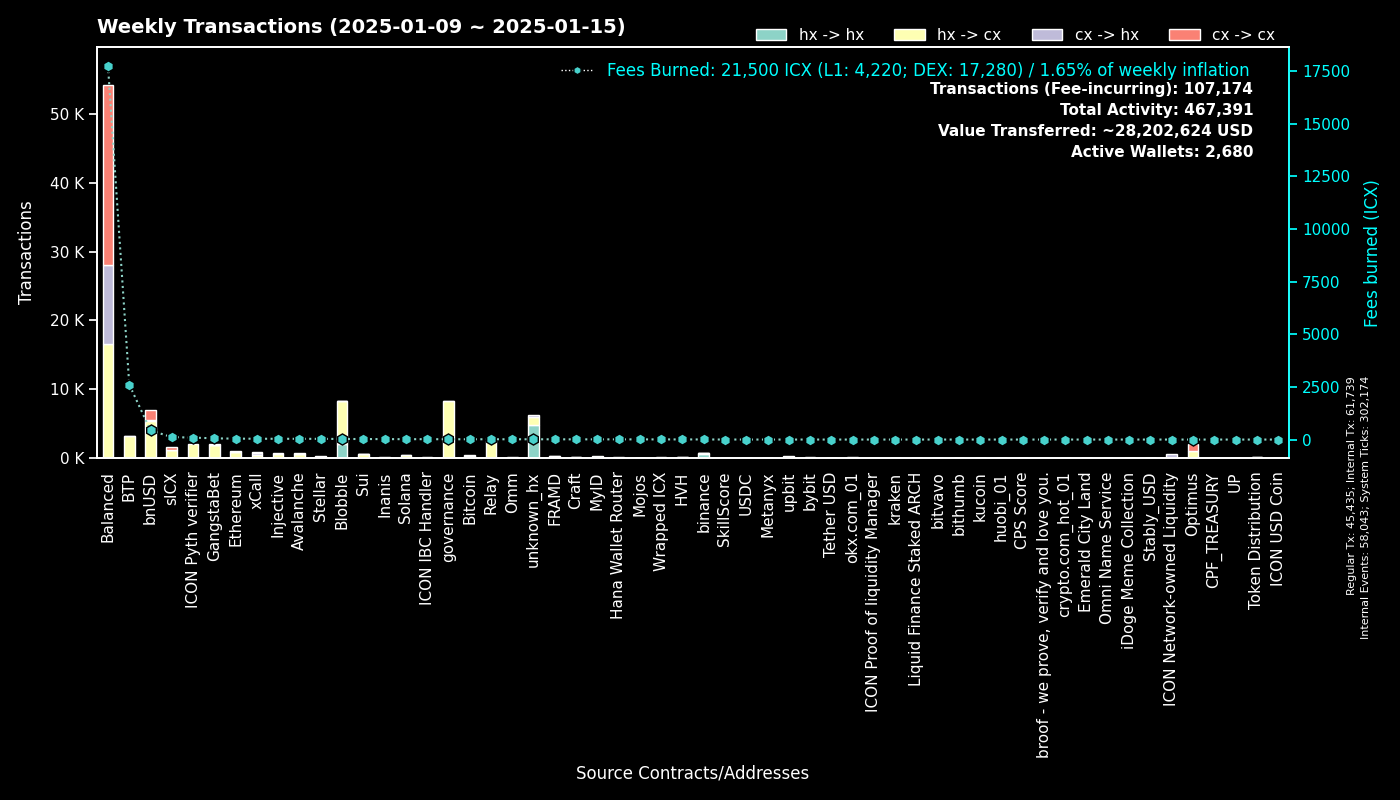 Weekly Transactions (2025-01-09 ~ 2025-01-15)
hx -> hx
hx -> cx
cx -> hx
cx -> cx
Fees Burned: 21,500 ICX (L1: 4,220; DEX: 17,280) / 1.65% of weekly inflation
Transactions (Fee-incurring): 107,174
Total Activity: 467,391
Value Transferred: ~28,202,624 USD
Active Wallets: 2,680
Transactions
50 K
40 K
30 K
20 K
10 K
0 K
17500
15000
12500
10000
7500
5000
2500
0
Fees burned (ICX)
Regular Tx: 45,435; Internal Tx: 61,739
Internal Events: 58,043; System Ticks: 302,174
Balanced
BTP
bnUSD
sICX
ICON Pyth verifier
GangstaBet
Ethereum
xCall
Injective
Avalanche
Stellar
Blobble
Sui
Inanis
Solana
ICON IBC Handler
governance
Bitcoin
Relay
Omm
unknown_hx
FRAMD
Craft
MyID
Hana Wallet Router
Mojos
Wrapped ICX
HVH
binance
SkillScore
USDC
Metanyx
upbit
bybit
Tether USD
okx.com_01
ICON Proof of liquidity Manager
kraken
Liquid Finance Staked ARCH
bitvavo
bithumb
kucoin
huobi_01
CPS Score
broof - we prove, verify and love you.
crypto.com_hot_01
Emerald City Land
Omni Name Service
iDoge Meme Collection
Stably_USD
ICON Network-owned Liquidity
Optimus
CPF_TREASURY
UP
Token Distribution
ICON USD Coin
Source Contracts/Addresses